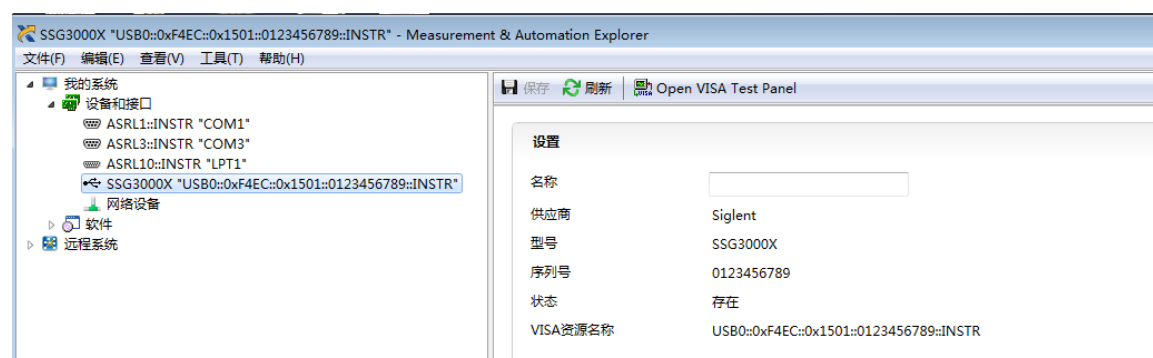 SSG3000X "USB0::0xF4EC::0x1501::0123456789::INSTR" - Measurement & Automation Explorer
文件(F) 编辑(E) 查看(V) 工具(T) 帮助(H)
我的系统
设备和接口
ASRL1::INSTR "COM1"
ASRL3::INSTR "COM3"
ASRL10::INSTR "LPT1"
SSG3000X "USB0::0xF4EC::0x1501::0123456789::INSTR"
网络设备
软件
远程系统
保存 刷新 Open VISA Test Panel
设置
名称
供应商 Siglent
型号 SSG3000X
序列号 0123456789
状态 存在
VISA资源名称 USB0::0xF4EC::0x1501::0123456789::INSTR